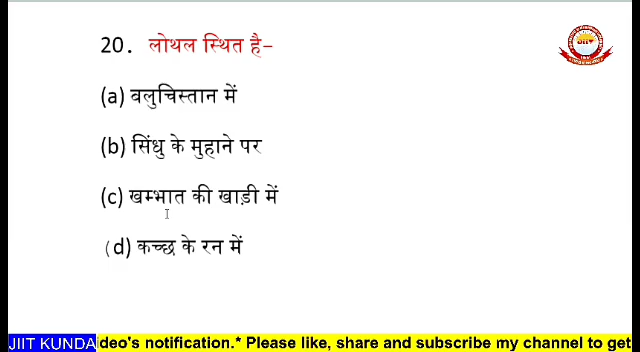 20. लोथल स्थित है-
(a) बलुचिस्तान में
(b) सिंधु के मुहाने पर
(c) खम्भात की खाड़ी में
(d) कच्छ के रन में
JIIT KUNDA deo's notification.* Please like, share and subscribe my channel to get